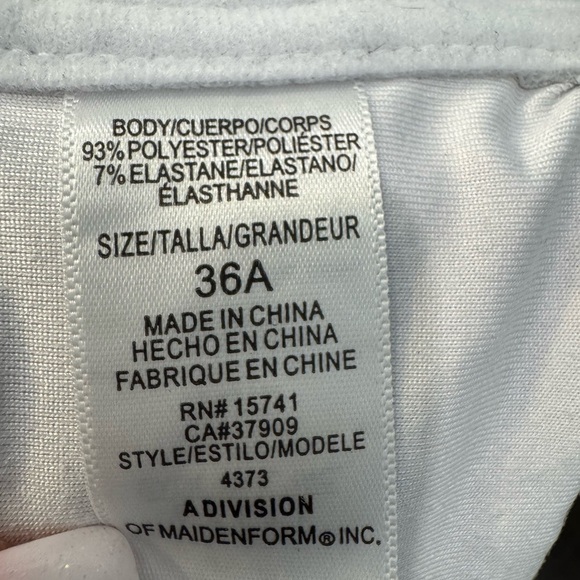 BODY/CUERPO/CORPS
93% POLYESTER/POLIÉSTER
7% ELASTANE/ELASTANO/
ÉLASTHANNE
SIZE/TALLA/GRANDEUR
36A
MADE IN CHINA
HECHO EN CHINA
FABRIQUE EN CHINE
RN# 15741
CA#37909
STYLE/ESTILO/MODELE
4373
A DIVISION
OF MAIDENFORM® INC.